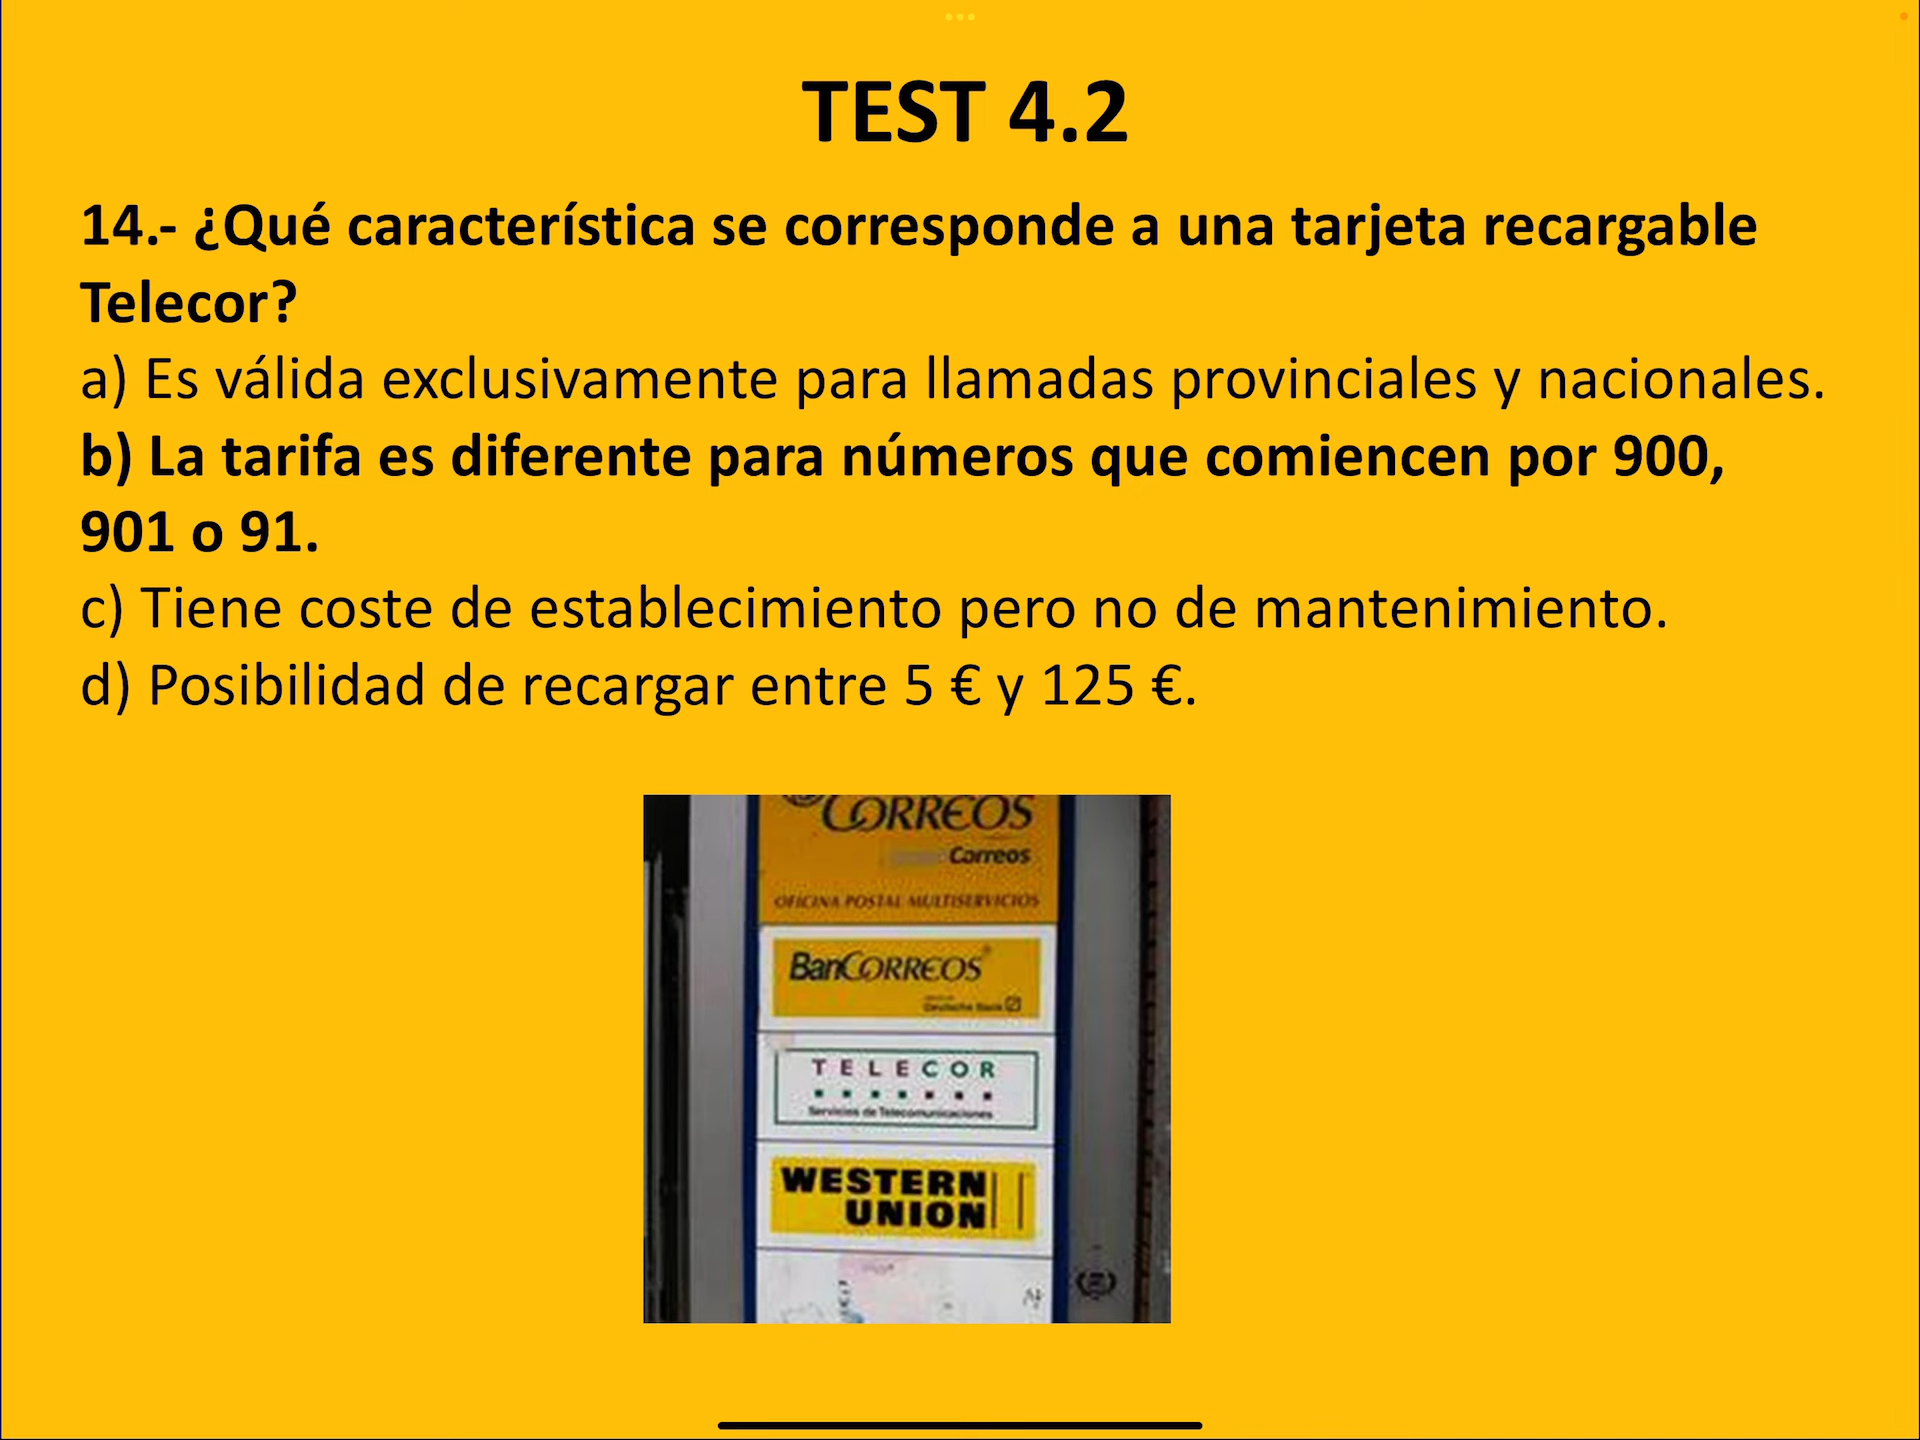 TEST 4.2
14.- ¿Qué característica se corresponde a una tarjeta recargable
Telecor?
a) Es válida exclusivamente para llamadas provinciales y nacionales.
b) La tarifa es diferente para números que comiencen por 900,
901 o 91.
c) Tiene coste de establecimiento pero no de mantenimiento.
d) Posibilidad de recargar entre 5 € y 125 €.
CORREOS
Correos
OFICINA POSTAL MULTISERVICIOS
BanCORREOS
Deutsche Bank
TELECOR
Servicios de Telecomunicaciones
WESTERN
UNION